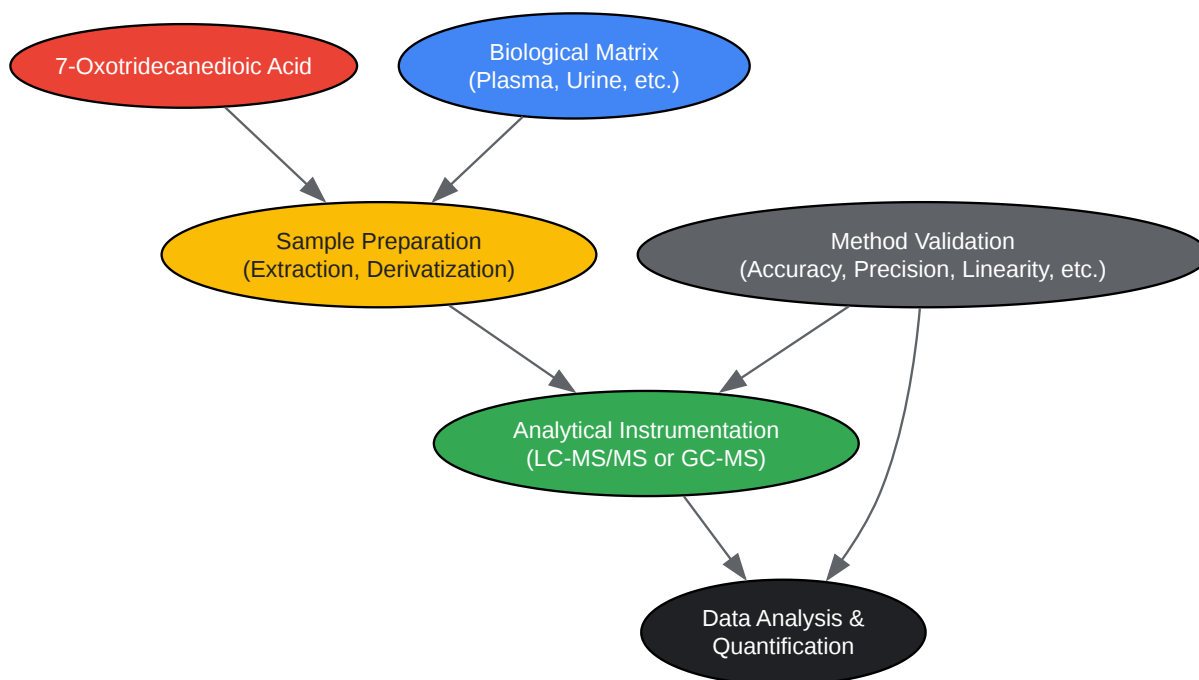 7-Oxotridecanedioic Acid
Biological Matrix
(Plasma, Urine, etc.)
Sample Preparation
(Extraction, Derivatization)
Method Validation
(Accuracy, Precision, Linearity, etc.)
Analytical Instrumentation
(LC-MS/MS or GC-MS)
Data Analysis &
Quantification